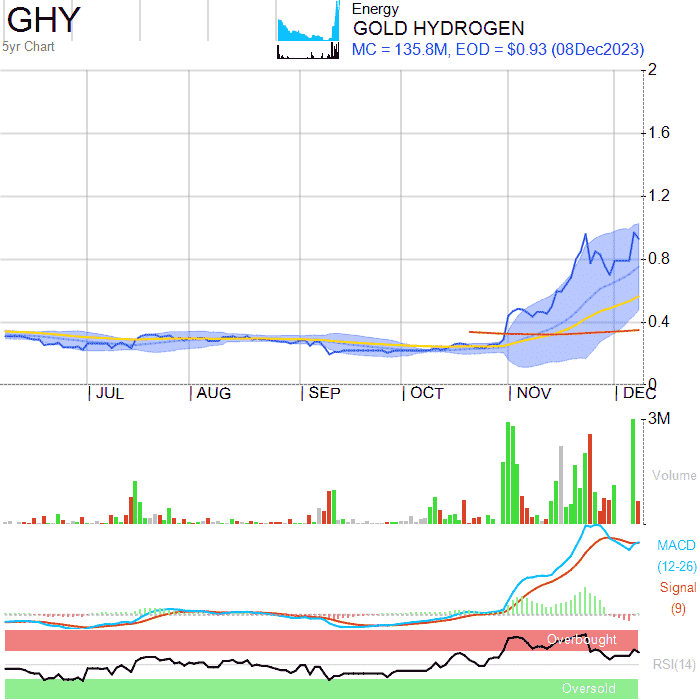 GHY
5yr Chart
Energy
GOLD HYDROGEN
MC = 135.8M, EOD = $0.93 (08Dec2023)
2
1.6
1.2
0.8
0.4
0
JUL AUG SEP OCT NOV DEC
3M
Volume
MACD
(12-26)
Signal
(9)
Overbought
RSI(14)
Oversold